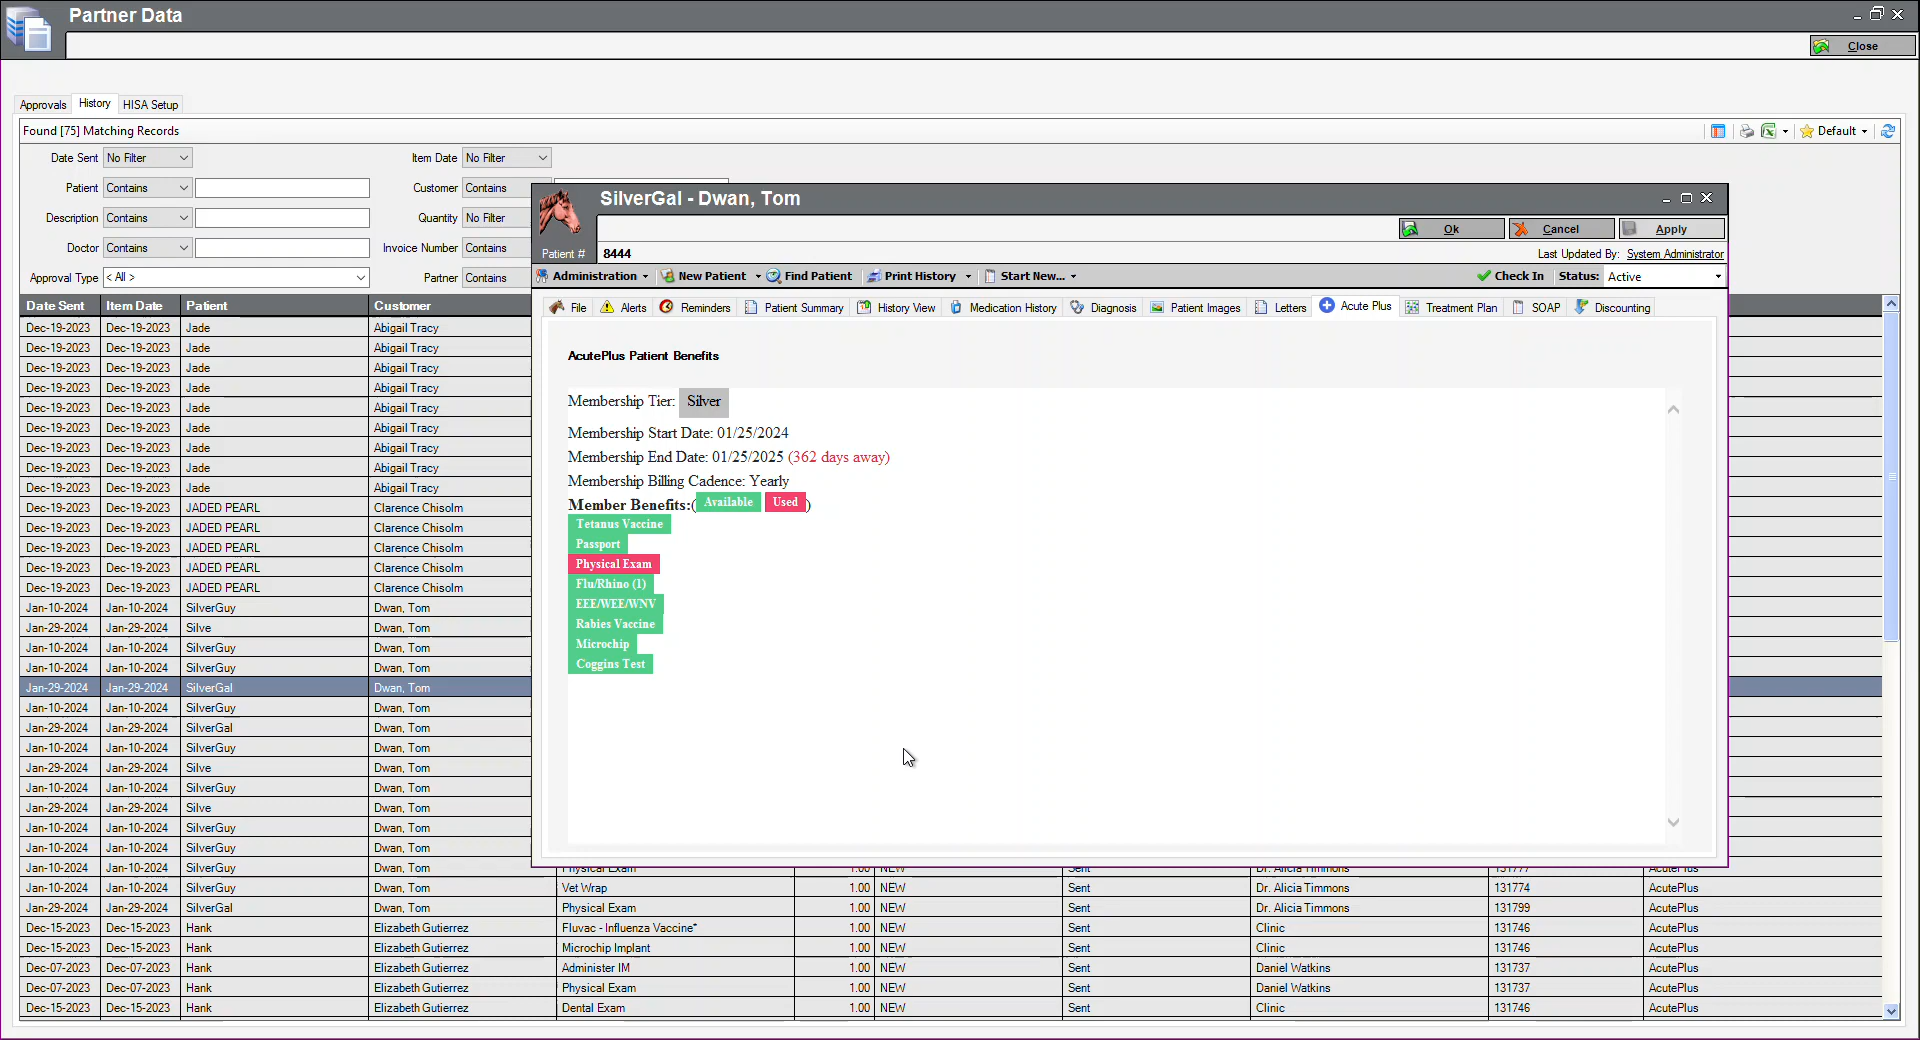 Partner Data
Close
Approvals History HISA Setup
Found [75] Matching Records
Default
Date Sent No Filter Item Date No Filter
Patient Contains Customer Contains
Description Contains Quantity No Filter
Doctor Contains Invoice Number Contains
Approval Type < All > Partner Contains
SilverGal - Dwan, Tom
Ok Cancel Apply
Patient # 8444 Last Updated By: System Administrator
Administration New Patient Find Patient Print History Start New... Check In Status: Active
File Alerts Reminders Patient Summary History View Medication History Diagnosis Patient Images Letters Acute Plus Treatment Plan SOAP Discounting
AcutePlus Patient Benefits
Membership Tier: Silver
Membership Start Date: 01/25/2024
Membership End Date: 01/25/2025 (362 days away)
Membership Billing Cadence: Yearly
Member Benefits:( Available Used )
Tetanus Vaccine
Passport
Physical Exam
Flu/Rhino (1)
EEE/WEE/WNV
Rabies Vaccine
Microchip
Coggins Test
Date Sent Item Date Patient Customer
Dec-19-2023 Dec-19-2023 Jade Abigail Tracy
Dec-19-2023 Dec-19-2023 Jade Abigail Tracy
Dec-19-2023 Dec-19-2023 Jade Abigail Tracy
Dec-19-2023 Dec-19-2023 Jade Abigail Tracy
Dec-19-2023 Dec-19-2023 Jade Abigail Tracy
Dec-19-2023 Dec-19-2023 Jade Abigail Tracy
Dec-19-2023 Dec-19-2023 Jade Abigail Tracy
Dec-19-2023 Dec-19-2023 Jade Abigail Tracy
Dec-19-2023 Dec-19-2023 Jade Abigail Tracy
Dec-19-2023 Dec-19-2023 JADED PEARL Clarence Chisolm
Dec-19-2023 Dec-19-2023 JADED PEARL Clarence Chisolm
Dec-19-2023 Dec-19-2023 JADED PEARL Clarence Chisolm
Dec-19-2023 Dec-19-2023 JADED PEARL Clarence Chisolm
Dec-19-2023 Dec-19-2023 JADED PEARL Clarence Chisolm
Jan-10-2024 Jan-10-2024 SilverGuy Dwan, Tom
Jan-29-2024 Jan-29-2024 Silve Dwan, Tom
Jan-10-2024 Jan-10-2024 SilverGuy Dwan, Tom
Jan-10-2024 Jan-10-2024 SilverGuy Dwan, Tom
Jan-29-2024 Jan-29-2024 SilverGal Dwan, Tom
Jan-10-2024 Jan-10-2024 SilverGuy Dwan, Tom
Jan-29-2024 Jan-29-2024 SilverGal Dwan, Tom
Jan-10-2024 Jan-10-2024 SilverGuy Dwan, Tom
Jan-29-2024 Jan-29-2024 Silve Dwan, Tom
Jan-10-2024 Jan-10-2024 SilverGuy Dwan, Tom
Jan-29-2024 Jan-29-2024 Silve Dwan, Tom
Jan-10-2024 Jan-10-2024 SilverGuy Dwan, Tom
Jan-10-2024 Jan-10-2024 SilverGuy Dwan, Tom
Jan-10-2024 Jan-10-2024 SilverGuy Dwan, Tom Physical Exam 1.00 NEW Sent Dr. Alicia Timmons 131777 AcutePlus
Jan-10-2024 Jan-10-2024 SilverGuy Dwan, Tom Vet Wrap 1.00 NEW Sent Dr. Alicia Timmons 131774 AcutePlus
Jan-29-2024 Jan-29-2024 SilverGal Dwan, Tom Physical Exam 1.00 NEW Sent Dr. Alicia Timmons 131799 AcutePlus
Dec-15-2023 Dec-15-2023 Hank Elizabeth Gutierrez Fluvac - Influenza Vaccine* 1.00 NEW Sent Clinic 131746 AcutePlus
Dec-15-2023 Dec-15-2023 Hank Elizabeth Gutierrez Microchip Implant 1.00 NEW Sent Clinic 131746 AcutePlus
Dec-07-2023 Dec-07-2023 Hank Elizabeth Gutierrez Administer IM 1.00 NEW Sent Daniel Watkins 131737 AcutePlus
Dec-07-2023 Dec-07-2023 Hank Elizabeth Gutierrez Physical Exam 1.00 NEW Sent Daniel Watkins 131737 AcutePlus
Dec-15-2023 Dec-15-2023 Hank Elizabeth Gutierrez Dental Exam 1.00 NEW Sent Clinic 131746 AcutePlus